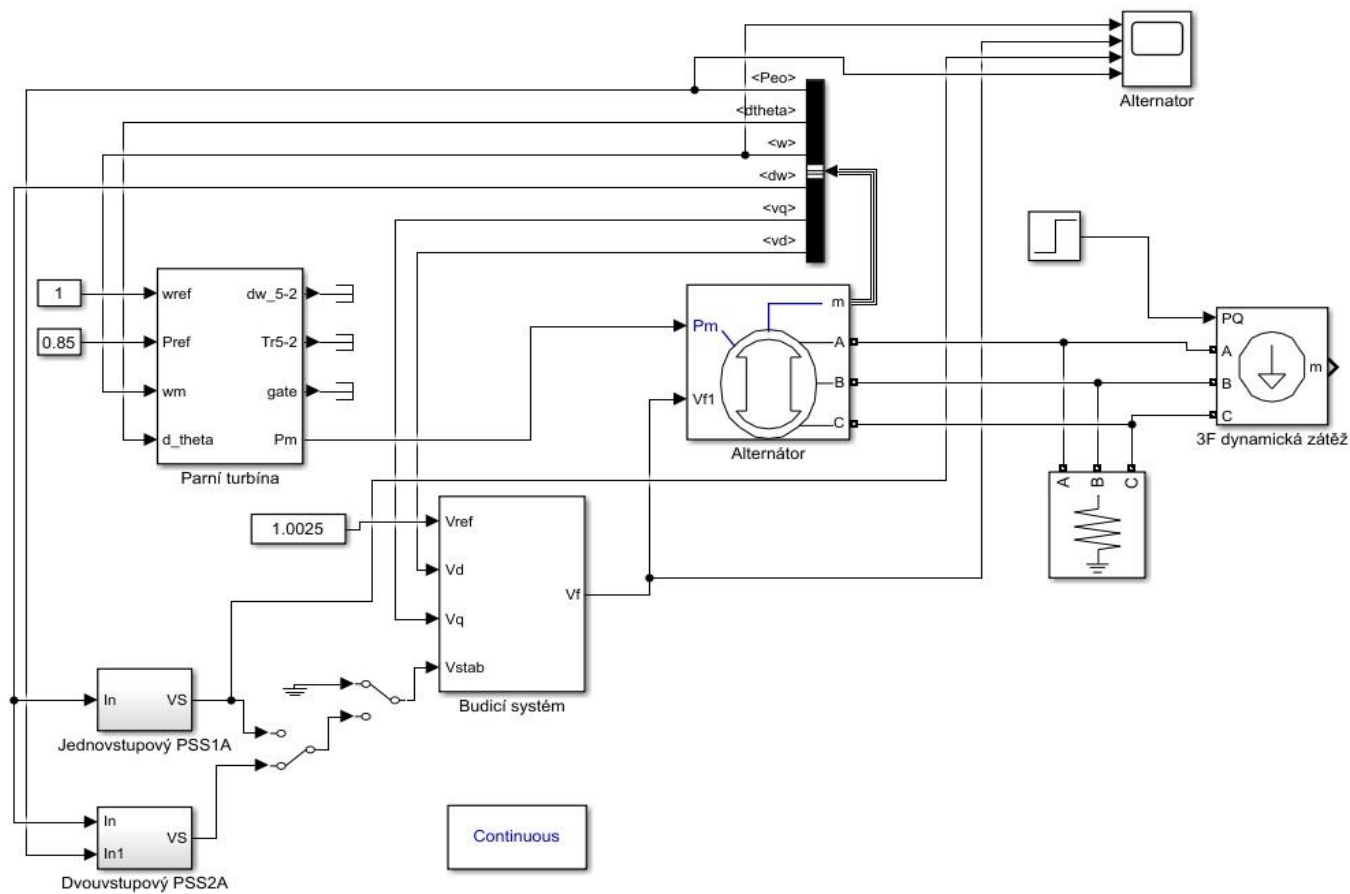 <Peo>
Alternator
<dtheta>
<w>
<dw>
<vq>
<vd>
1
wref
dw_5-2
m
0.85
Pref
Tr5-2
Pm
A
PQ
A
wm
gate
B
B
m
Vf1
C
C
d_theta
Pm
3F dynamická zátěž
Parní turbína
Alternátor
A
B
C
1.0025
Vref
Vd
Vf
Vq
Vstab
In
VS
Budicí systém
Jednovstupový PSS1A
In
VS
In1
Continuous
Dvouvstupový PSS2A